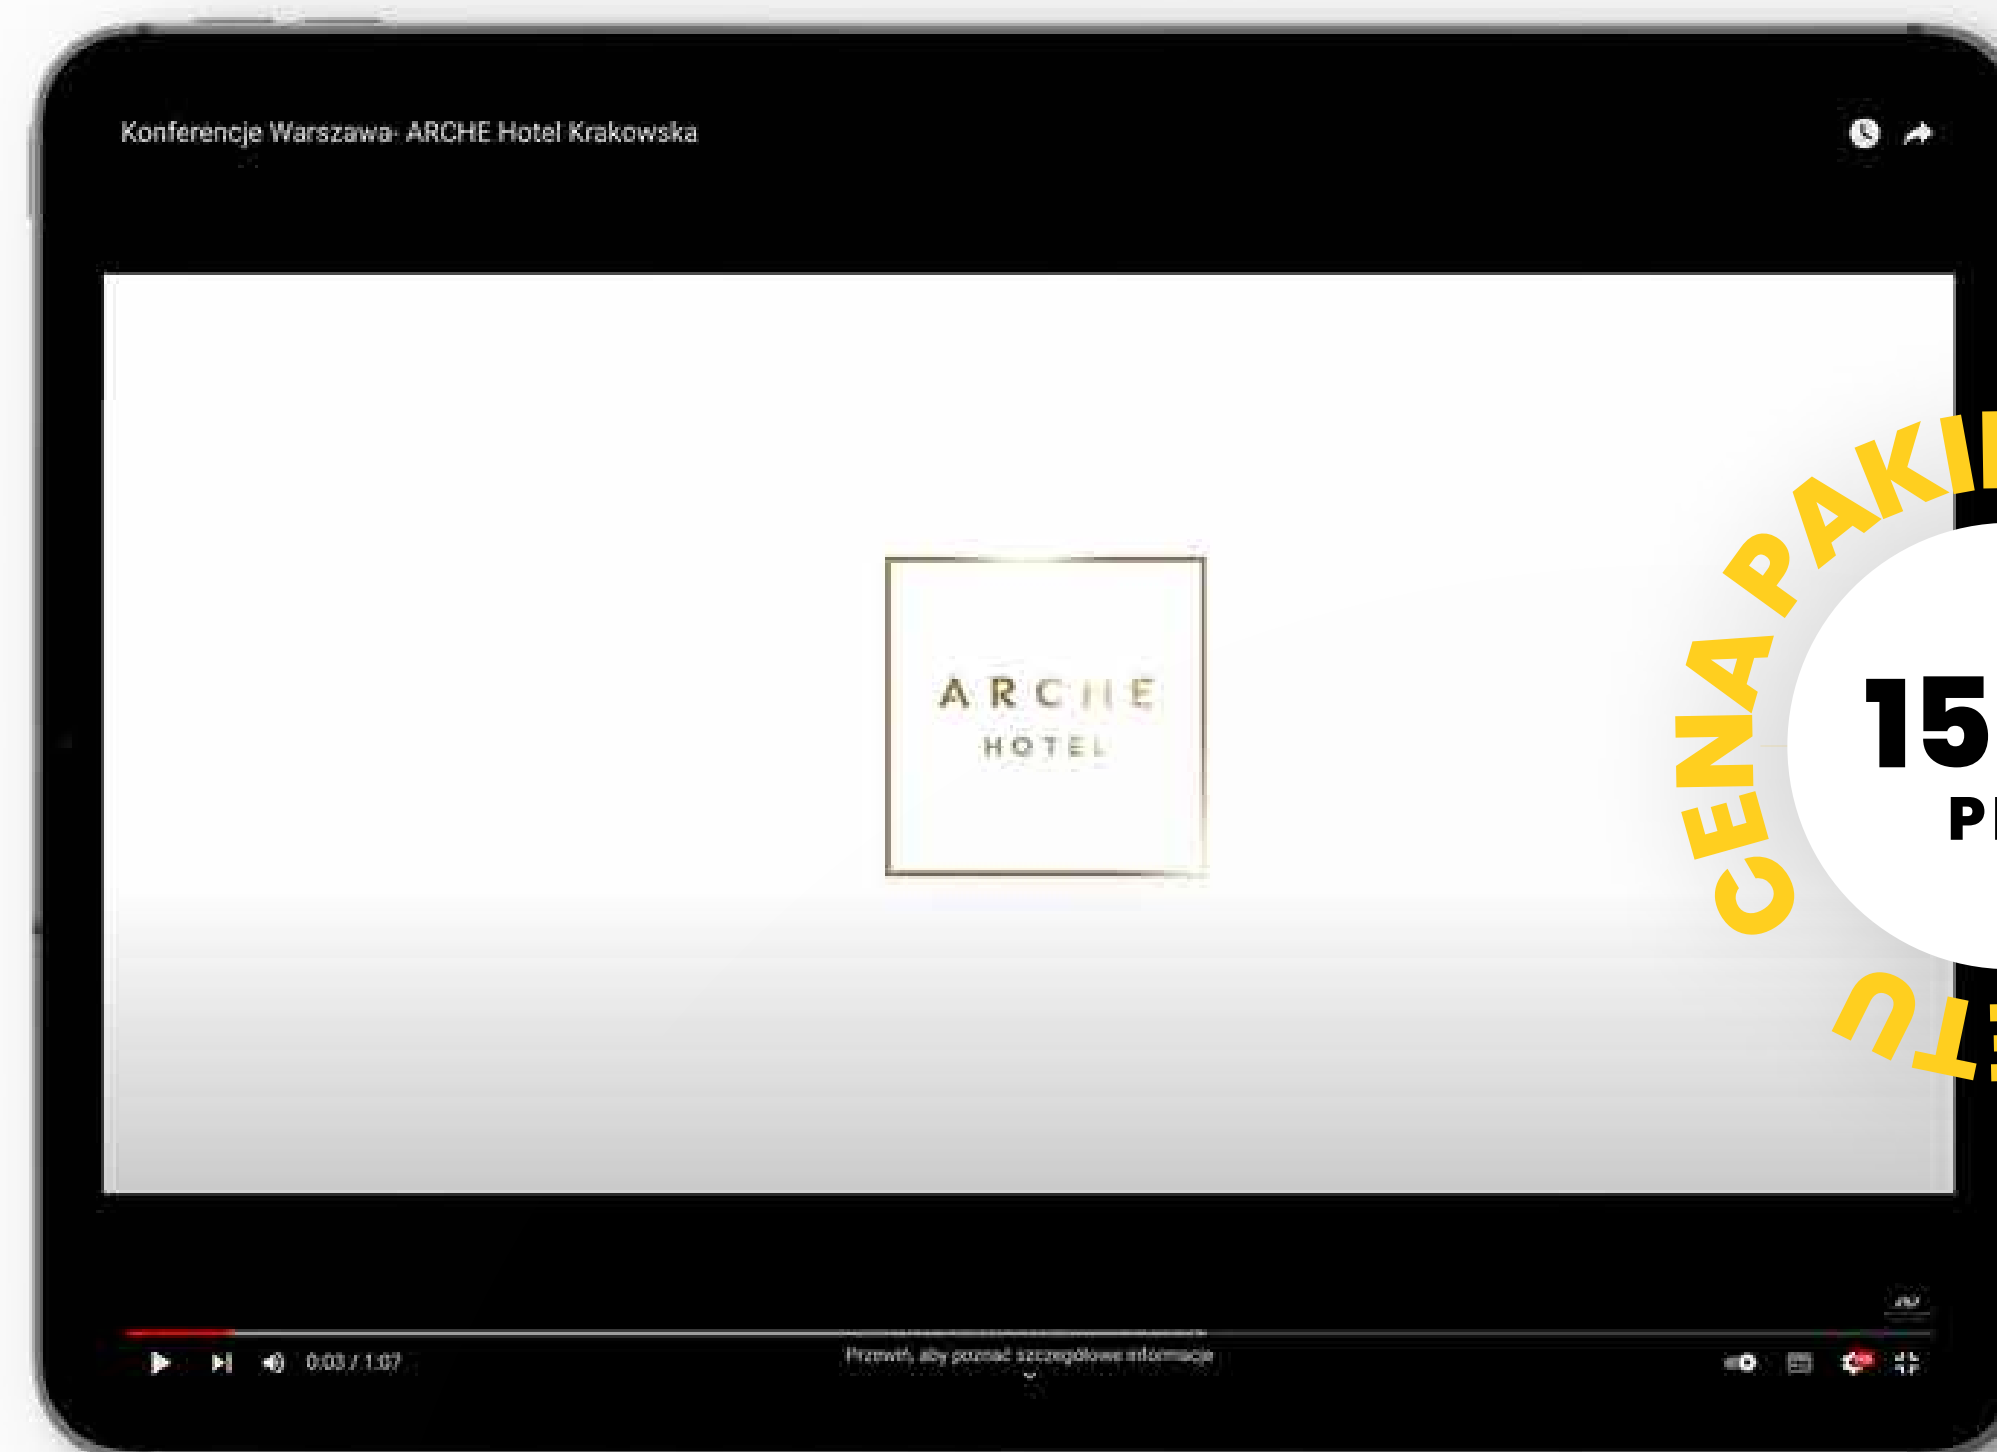 Konferencje Warszawa- ARCHE Hotel Krakowska
ARCHE
HOTEL
CENA PAKI
ETU
15
P
0:03 / 1:07
Przewiń, aby poznać szczegółowe informacje